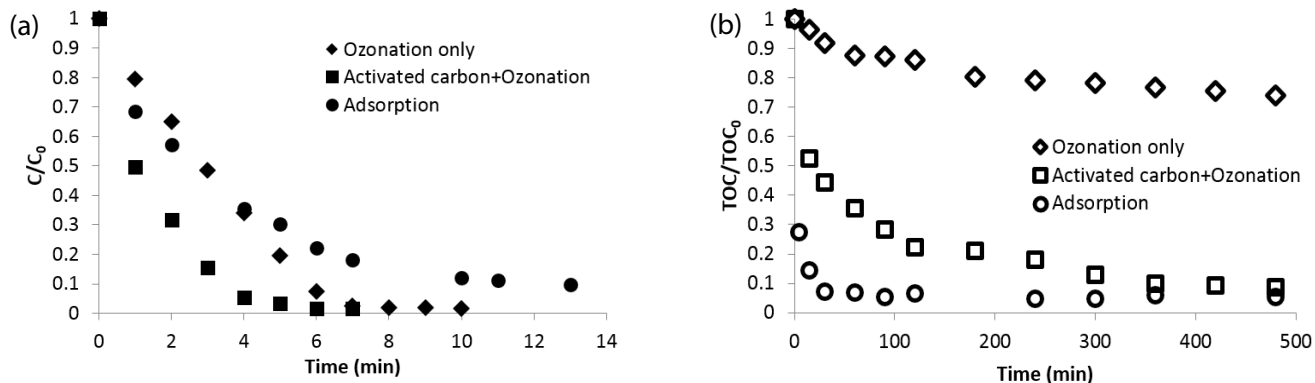 (a)
1
0.9
0.8
0.7
0.6
0.5
0.4
0.3
0.2
0.1
0
C/C0
Ozonation only
Activated carbon+Ozonation
Adsorption
0 2 4 6 8 10 12 14
Time (min)
(b)
1
0.9
0.8
0.7
0.6
0.5
0.4
0.3
0.2
0.1
0
TOC/TOC0
Ozonation only
Activated carbon+Ozonation
Adsorption
0 100 200 300 400 500
Time (min)